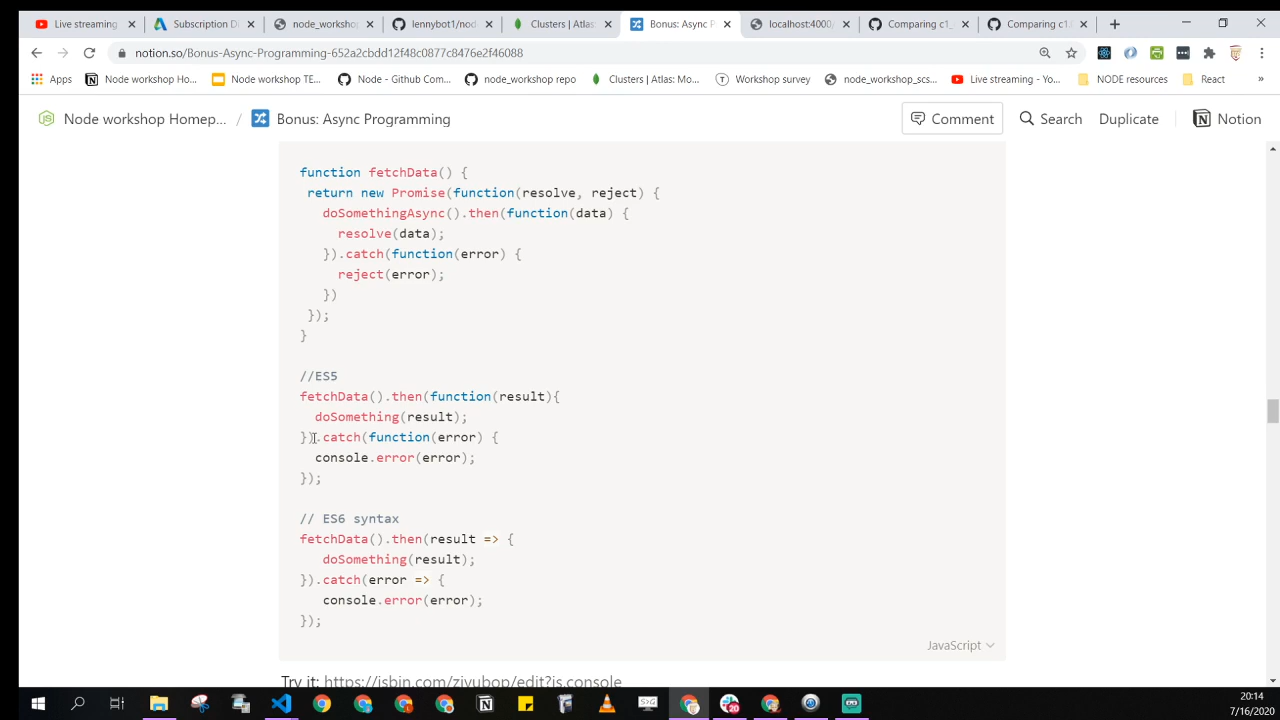 Live streaming
Subscription Di
node_worksho
lennybot1/nod
Clusters | Atlas:
Bonus: Async P
localhost:4000/
Comparing c1_
Comparing c1.
notion.so/Bonus-Async-Programming-652a2cbdd12f48c0877c8476e2f46088
Apps
Node workshop Ho...
Node workshop TE...
Node - Github Com...
node_workshop repo
Clusters | Atlas: Mo...
Workshop survey
node_workshop_scs...
Live streaming - Yo...
NODE resources
React
»
Node workshop Homep... / Bonus: Async Programming
Comment
Search
Duplicate
Notion
function fetchData() {
return new Promise(function(resolve, reject) {
doSomethingAsync().then(function(data) {
resolve(data);
}).catch(function(error) {
reject(error);
})
});
}
//ES5
fetchData().then(function(result){
doSomething(result);
}).catch(function(error) {
console.error(error);
});
// ES6 syntax
fetchData().then(result => {
doSomething(result);
}).catch(error => {
console.error(error);
});
JavaScript
Try it: https://jsbin.com/zivubop/edit?js,console
20:14
7/16/2020